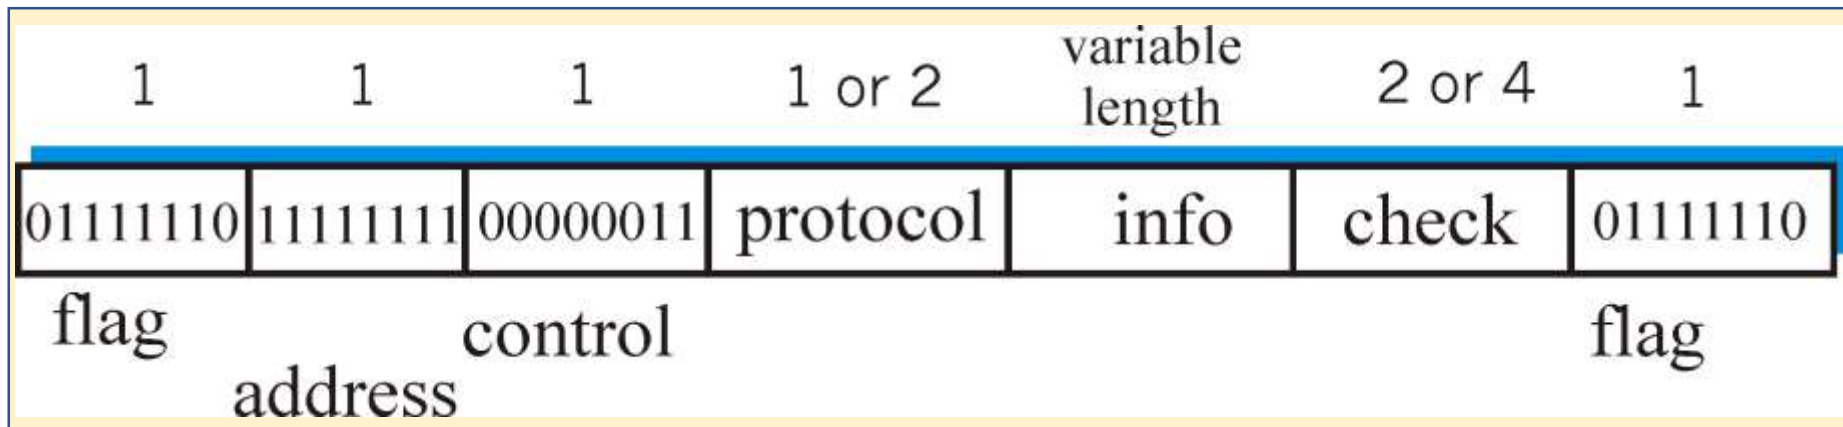 1 1 1 1 or 2 variable length 2 or 4 1
01111110 11111111 00000011 protocol info check 01111110
flag address control flag